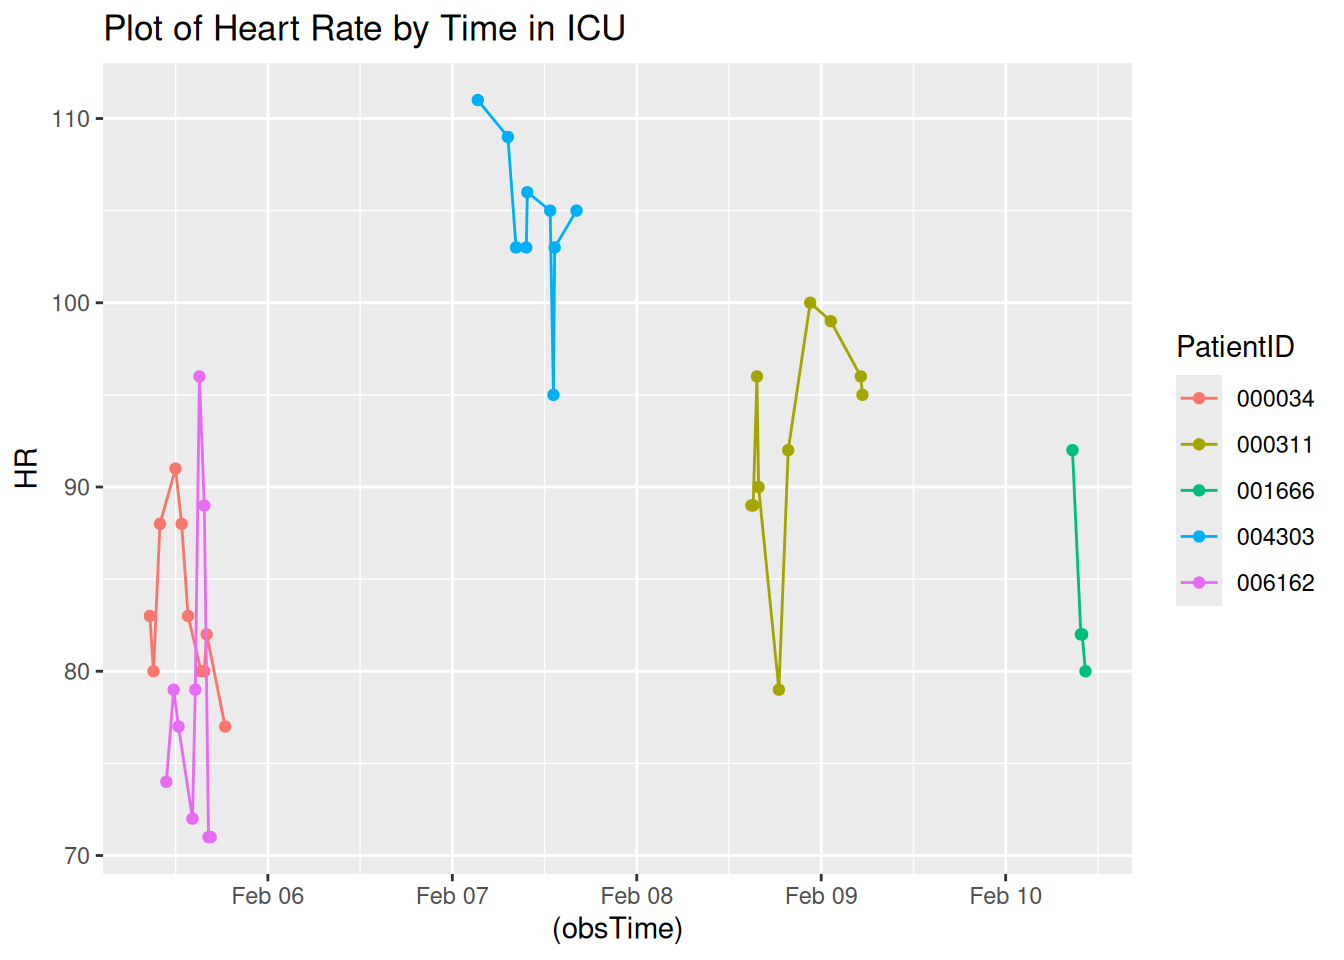 Plot of Heart Rate by Time in ICU
110
100
90
80
70
HR
Feb 06
Feb 07
Feb 08
Feb 09
Feb 10
(obsTime)
PatientID
000034
000311
001666
004303
006162